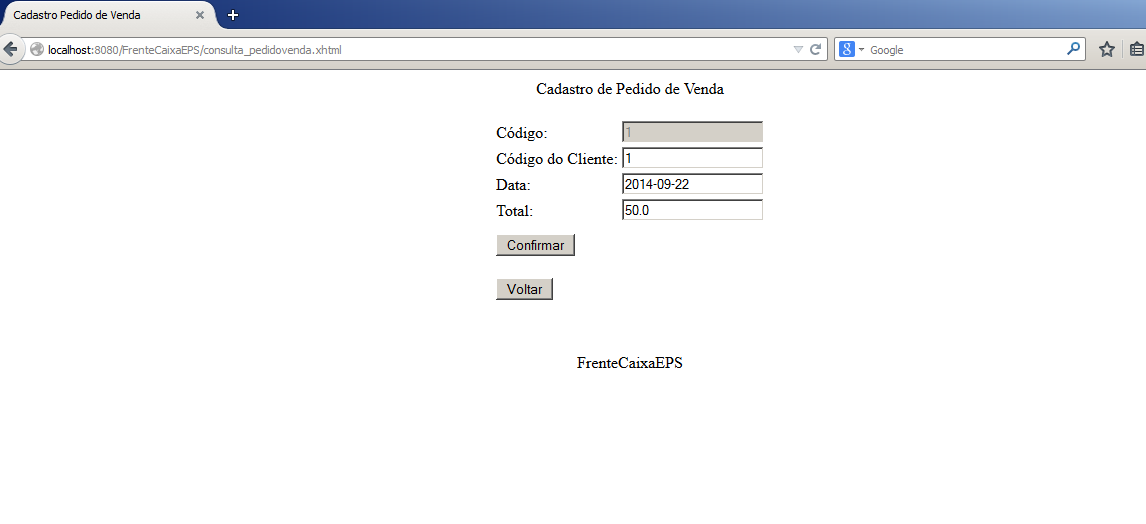 Cadastro Pedido de Venda
localhost:8080/FrenteCaixaEPS/consulta_pedidovenda.xhtml
Google
Cadastro de Pedido de Venda
Código: 1
Código do Cliente: 1
Data: 2014-09-22
Total: 50.0
Confirmar
Voltar
FrenteCaixaEPS